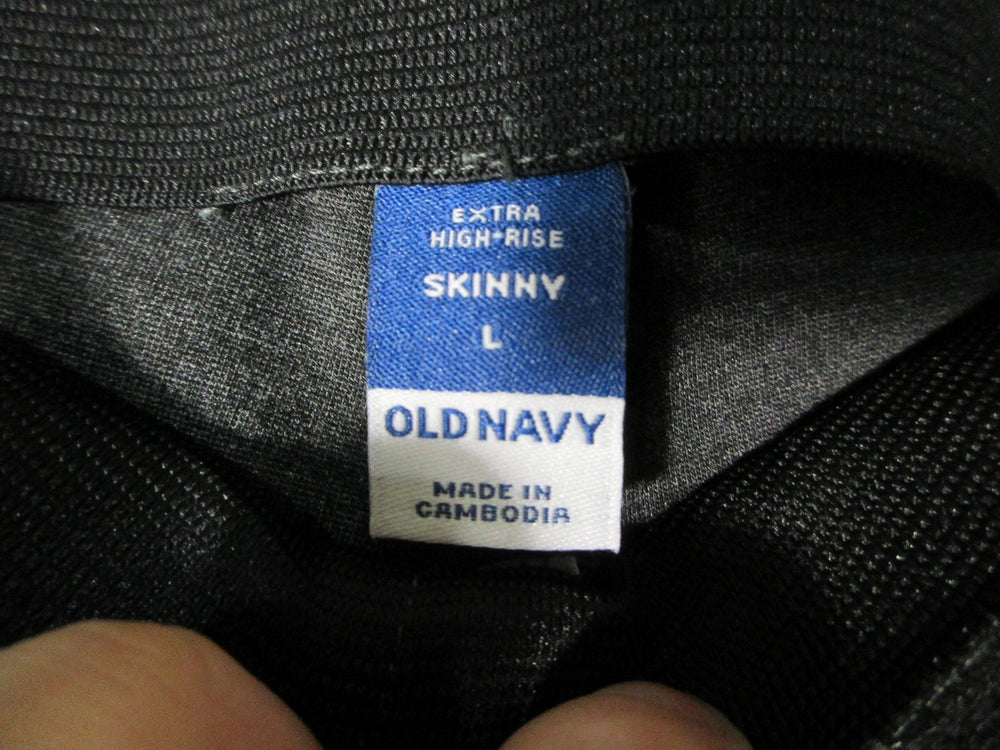 EXTRA
HIGH-RISE
SKINNY
L
OLD NAVY
MADE IN
CAMBODIA